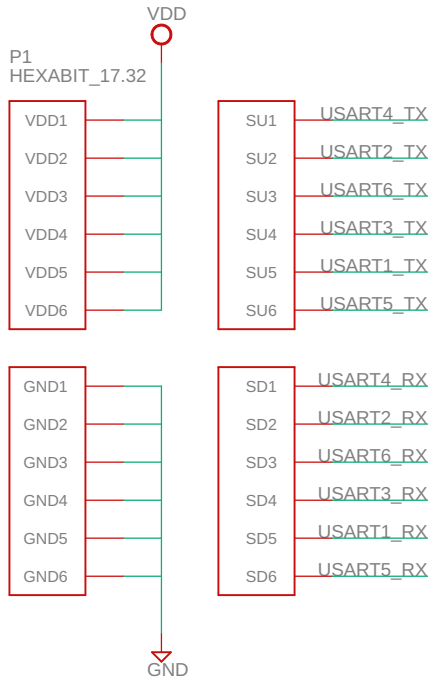 VDD
P1
HEXABIT_17.32
VDD1
VDD2
VDD3
VDD4
VDD5
VDD6
SU1 USART4_TX
SU2 USART2_TX
SU3 USART6_TX
SU4 USART3_TX
SU5 USART1_TX
SU6 USART5_TX
GND1
GND2
GND3
GND4
GND5
GND6
SD1 USART4_RX
SD2 USART2_RX
SD3 USART6_RX
SD4 USART3_RX
SD5 USART1_RX
SD6 USART5_RX
GND